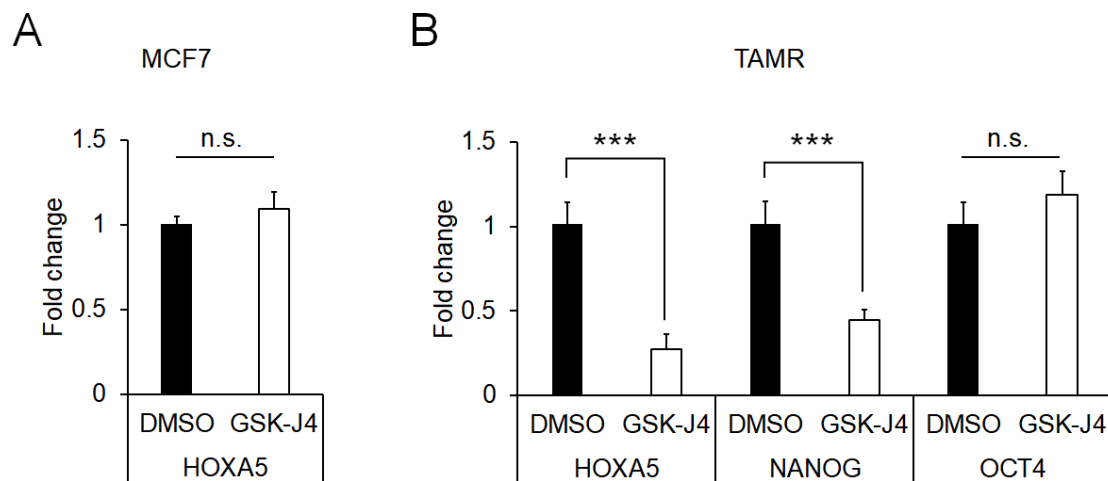 A
MCF7
Fold change
1.5
1
0.5
0
n.s.
DMSO GSK-J4
HOXA5
B
TAMR
Fold change
1.5
1
0.5
0
*** *** n.s.
DMSO GSK-J4 DMSO GSK-J4 DMSO GSK-J4
HOXA5 NANOG OCT4